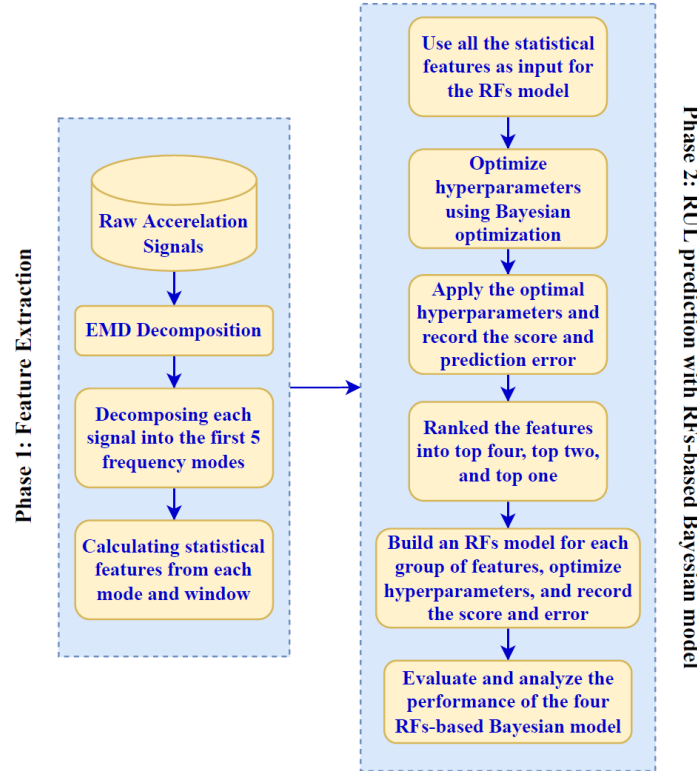 Phase 1: Feature Extraction
Raw Accerelation
Signals
EMD Decomposition
Decomposing each
signal into the first 5
frequency modes
Calculating statistical
features from each
mode and window
Use all the statistical
features as input for
the RFs model
Optimize
hyperparameters
using Bayesian
optimization
Apply the optimal
hyperparameters and
record the score and
prediction error
Ranked the features
into top four, top two,
and top one
Build an RFs model for each
group of features, optimize
hyperparameters, and record
the score and error
Evaluate and analyze the
performance of the four
RFs-based Bayesian model
Phase 2: RUL prediction with RFs-based Bayesian model